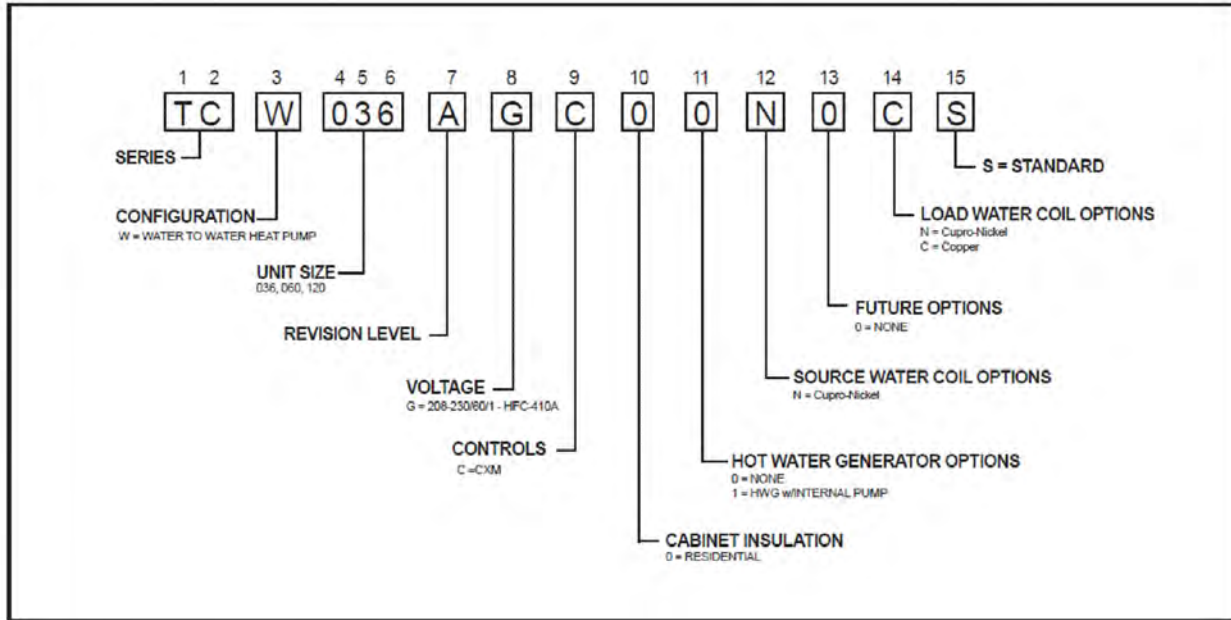 1 2 3 4 5 6 7 8 9 10 11 12 13 14 15
TC W 036 A G C 0 0 N 0 C S
SERIES
S = STANDARD
CONFIGURATION
W = WATER TO WATER HEAT PUMP
LOAD WATER COIL OPTIONS
N = Cupro-Nickel
C = Copper
UNIT SIZE
036, 060, 120
FUTURE OPTIONS
0 = NONE
REVISION LEVEL
SOURCE WATER COIL OPTIONS
N = Cupro-Nickel
VOLTAGE
G = 208-230/60/1 - HFC-410A
CONTROLS
C =CXM
HOT WATER GENERATOR OPTIONS
0 = NONE
1 = HWG w/INTERNAL PUMP
CABINET INSULATION
0 = RESIDENTIAL